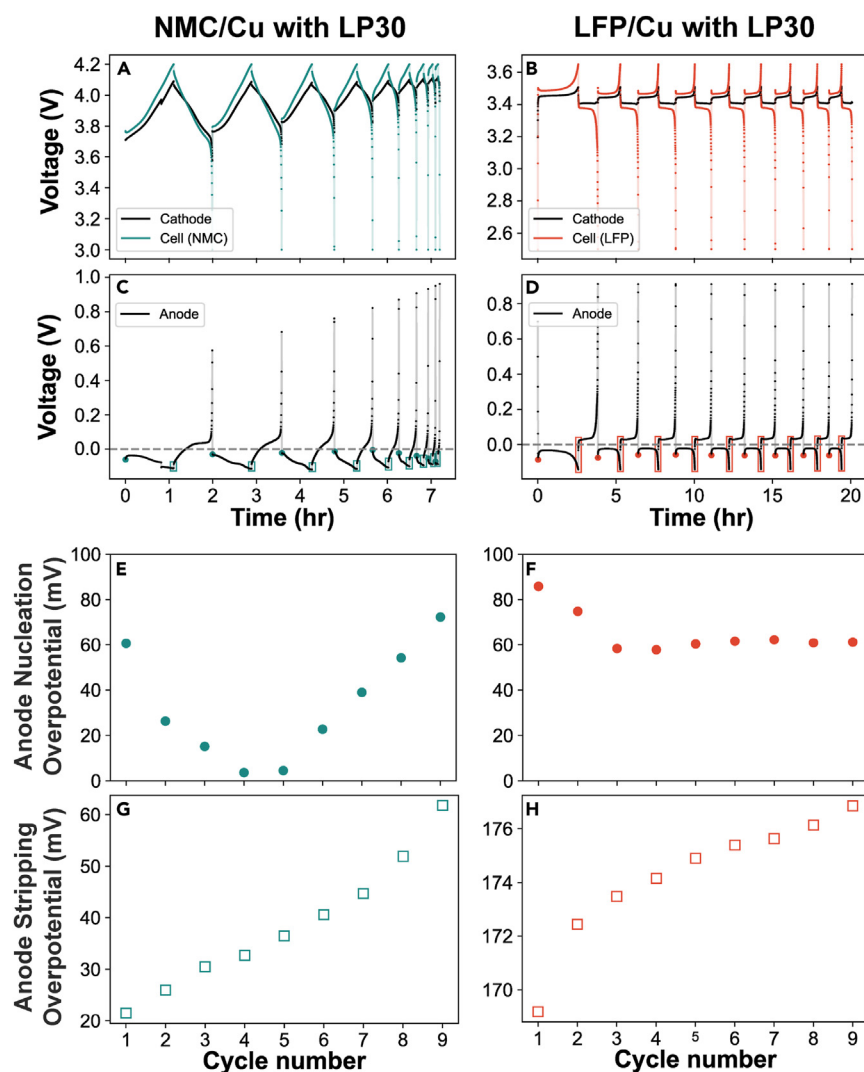 NMC/Cu with LP30
LFP/Cu with LP30
A
4.2
4.0
3.8
3.6
3.4
3.2
3.0
Voltage (V)
Cathode
Cell (NMC)
B
3.6
3.4
3.2
3.0
2.8
2.6
Cathode
Cell (LFP)
C
1.0
0.8
0.6
0.4
0.2
0.0
Voltage (V)
Anode
0 1 2 3 4 5 6 7
Time (hr)
D
0.8
0.6
0.4
0.2
0.0
Anode
0 5 10 15 20
Time (hr)
E
100
80
60
40
20
0
Anode Nucleation
Overpotential (mV)
F
100
80
60
40
20
0
G
60
50
40
30
20
Anode Stripping
Overpotential (mV)
1 2 3 4 5 6 7 8 9
Cycle number
H
176
174
172
170
1 2 3 4 5 6 7 8 9
Cycle number